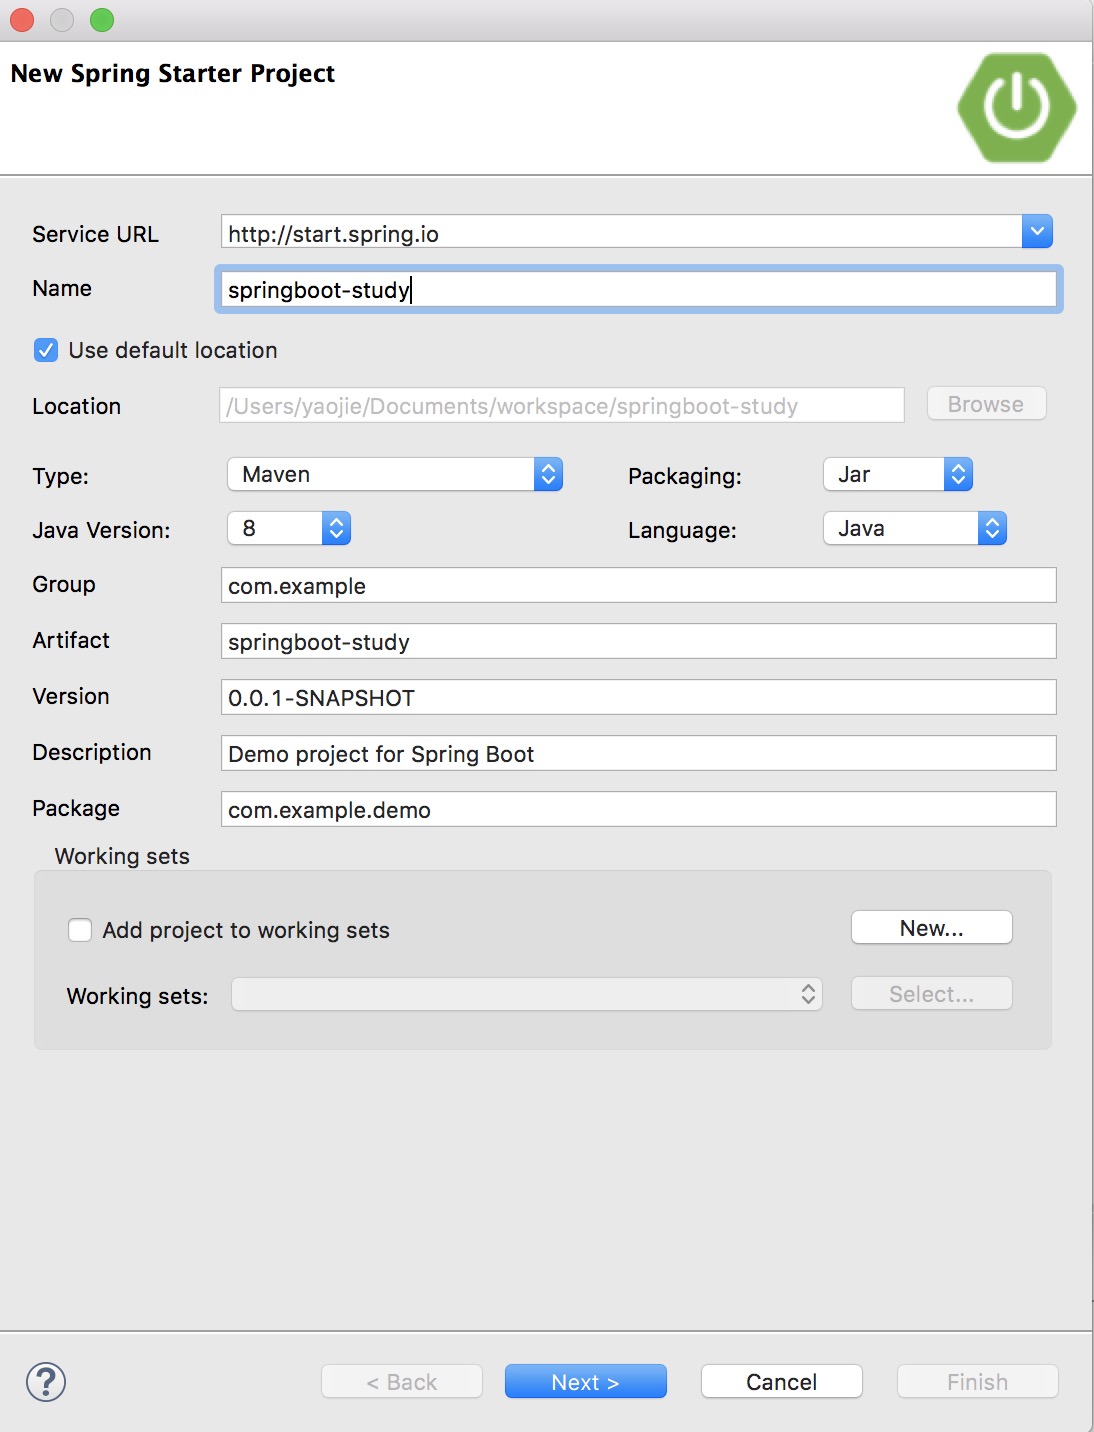 New Spring Starter Project
Service URL http://start.spring.io
Name springboot-study
Use default location
Location /Users/yaojie/Documents/workspace/springboot-study Browse
Type: Maven Packaging: Jar
Java Version: 8 Language: Java
Group com.example
Artifact springboot-study
Version 0.0.1-SNAPSHOT
Description Demo project for Spring Boot
Package com.example.demo
Working sets
Add project to working sets New...
Working sets: Select...
? < Back Next > Cancel Finish